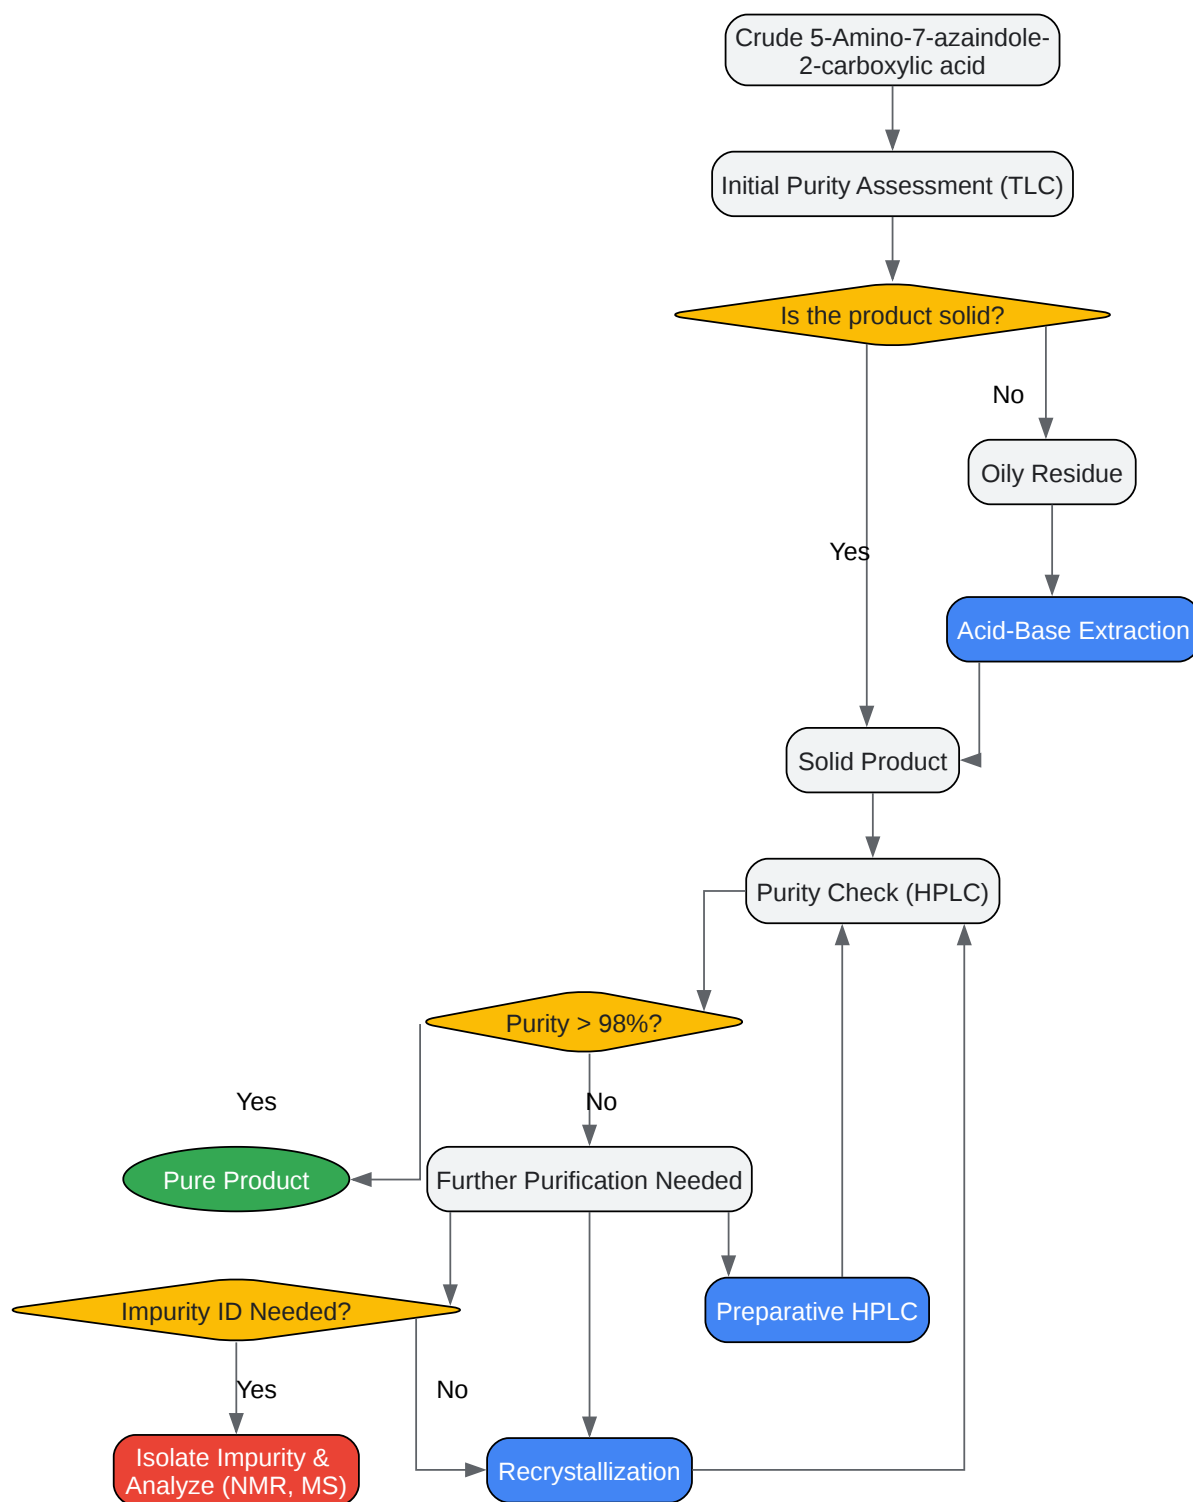 Crude 5-Amino-7-azaindole-
2-carboxylic acid
Initial Purity Assessment (TLC)
Is the product solid?
No
Oily Residue
Yes
Acid-Base Extraction
Solid Product
Purity Check (HPLC)
Purity > 98%?
Yes
No
Pure Product
Further Purification Needed
Impurity ID Needed?
Preparative HPLC
Yes
No
Isolate Impurity &
Analyze (NMR, MS)
Recrystallization